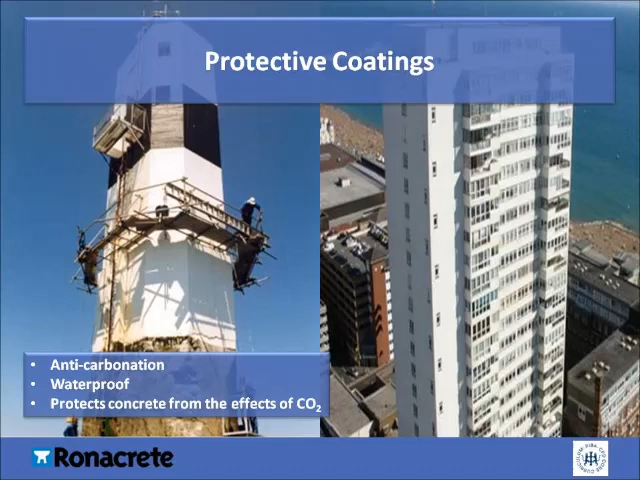 Protective Coatings
• Anti-carbonation
• Waterproof
• Protects concrete from the effects of CO₂
Ronacrete